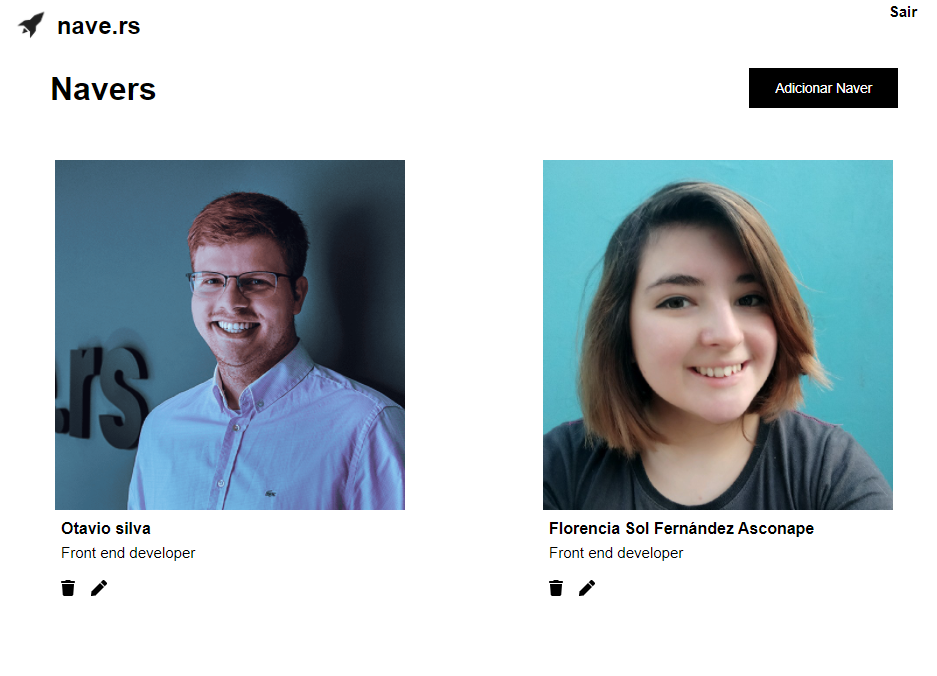 nave.rs
Sair
Navers
Adicionar Naver
.rs
Otavio silva
Florencia Sol Fernández Asconape
Front end developer
Front end developer